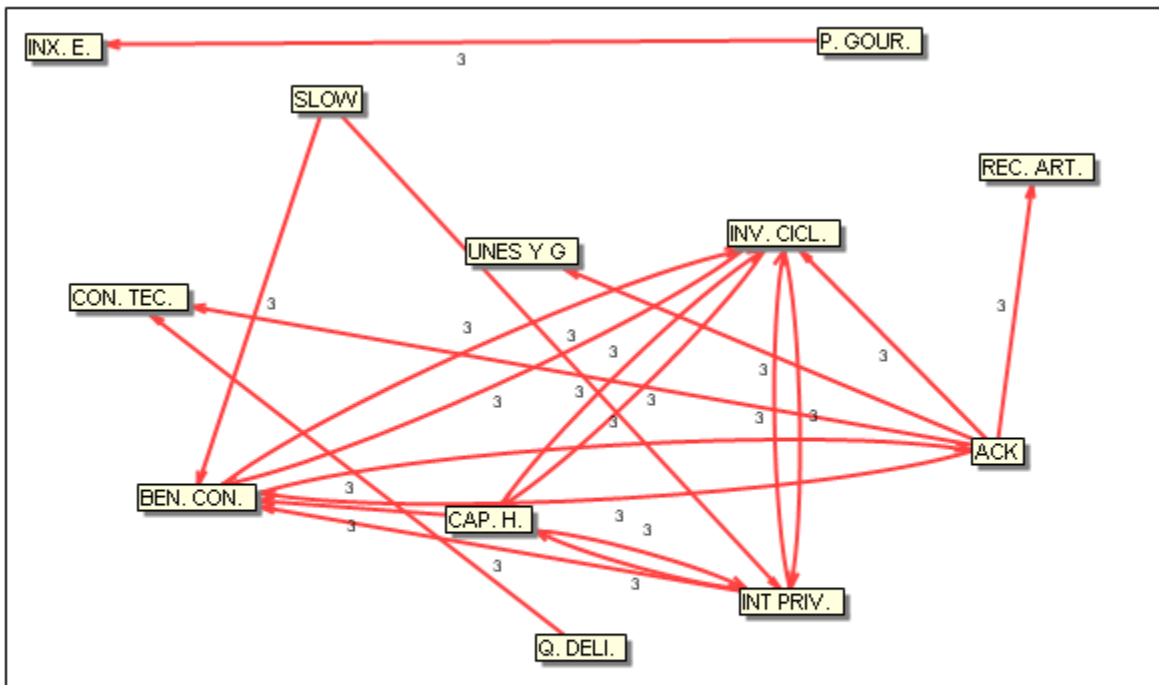 INX. E.
P. GOUR.
3
SLOW
REC. ART.
INV. CICL.
UNES Y G
CON. TEC.
3
3
3
3
3
3
3
3
3
3
3
3
3
3
ACK
3
BEN. CON.
CAP. H.
3
3
3
3
3
INT PRIV.
Q. DELI.